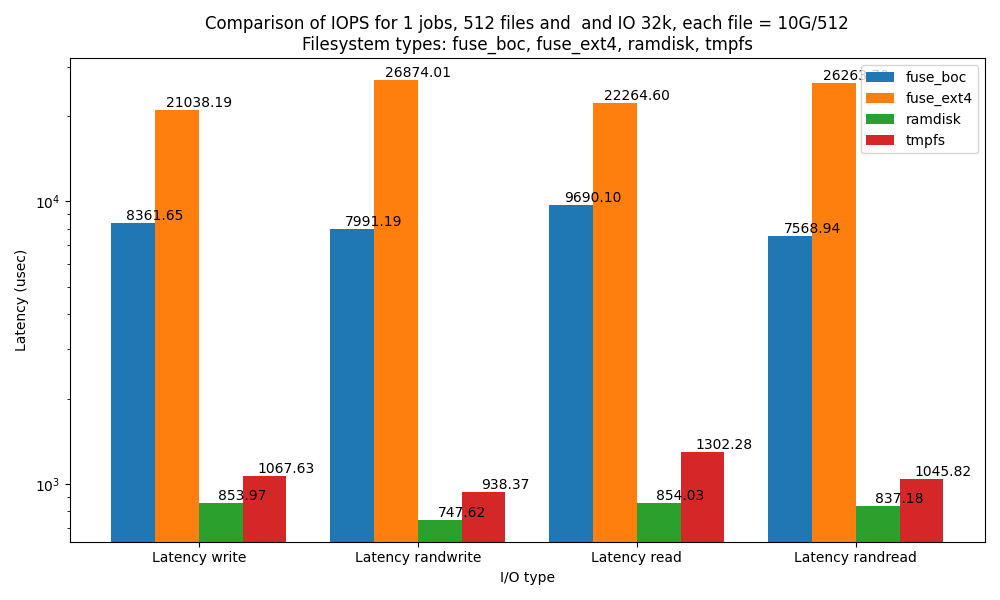 Comparison of IOPS for 1 jobs, 512 files and  and IO 32k, each file = 10G/512
Filesystem types: fuse_boc, fuse_ext4, ramdisk, tmpfs
fuse_boc
fuse_ext4
ramdisk
tmpfs
Latency (usec)
10^4
10^3
8361.65
21038.19
853.97
1067.63
7991.19
26874.01
747.62
938.37
9690.10
22264.60
854.03
1302.28
7568.94
837.18
1045.82
Latency write
Latency randwrite
Latency read
Latency randread
I/O type